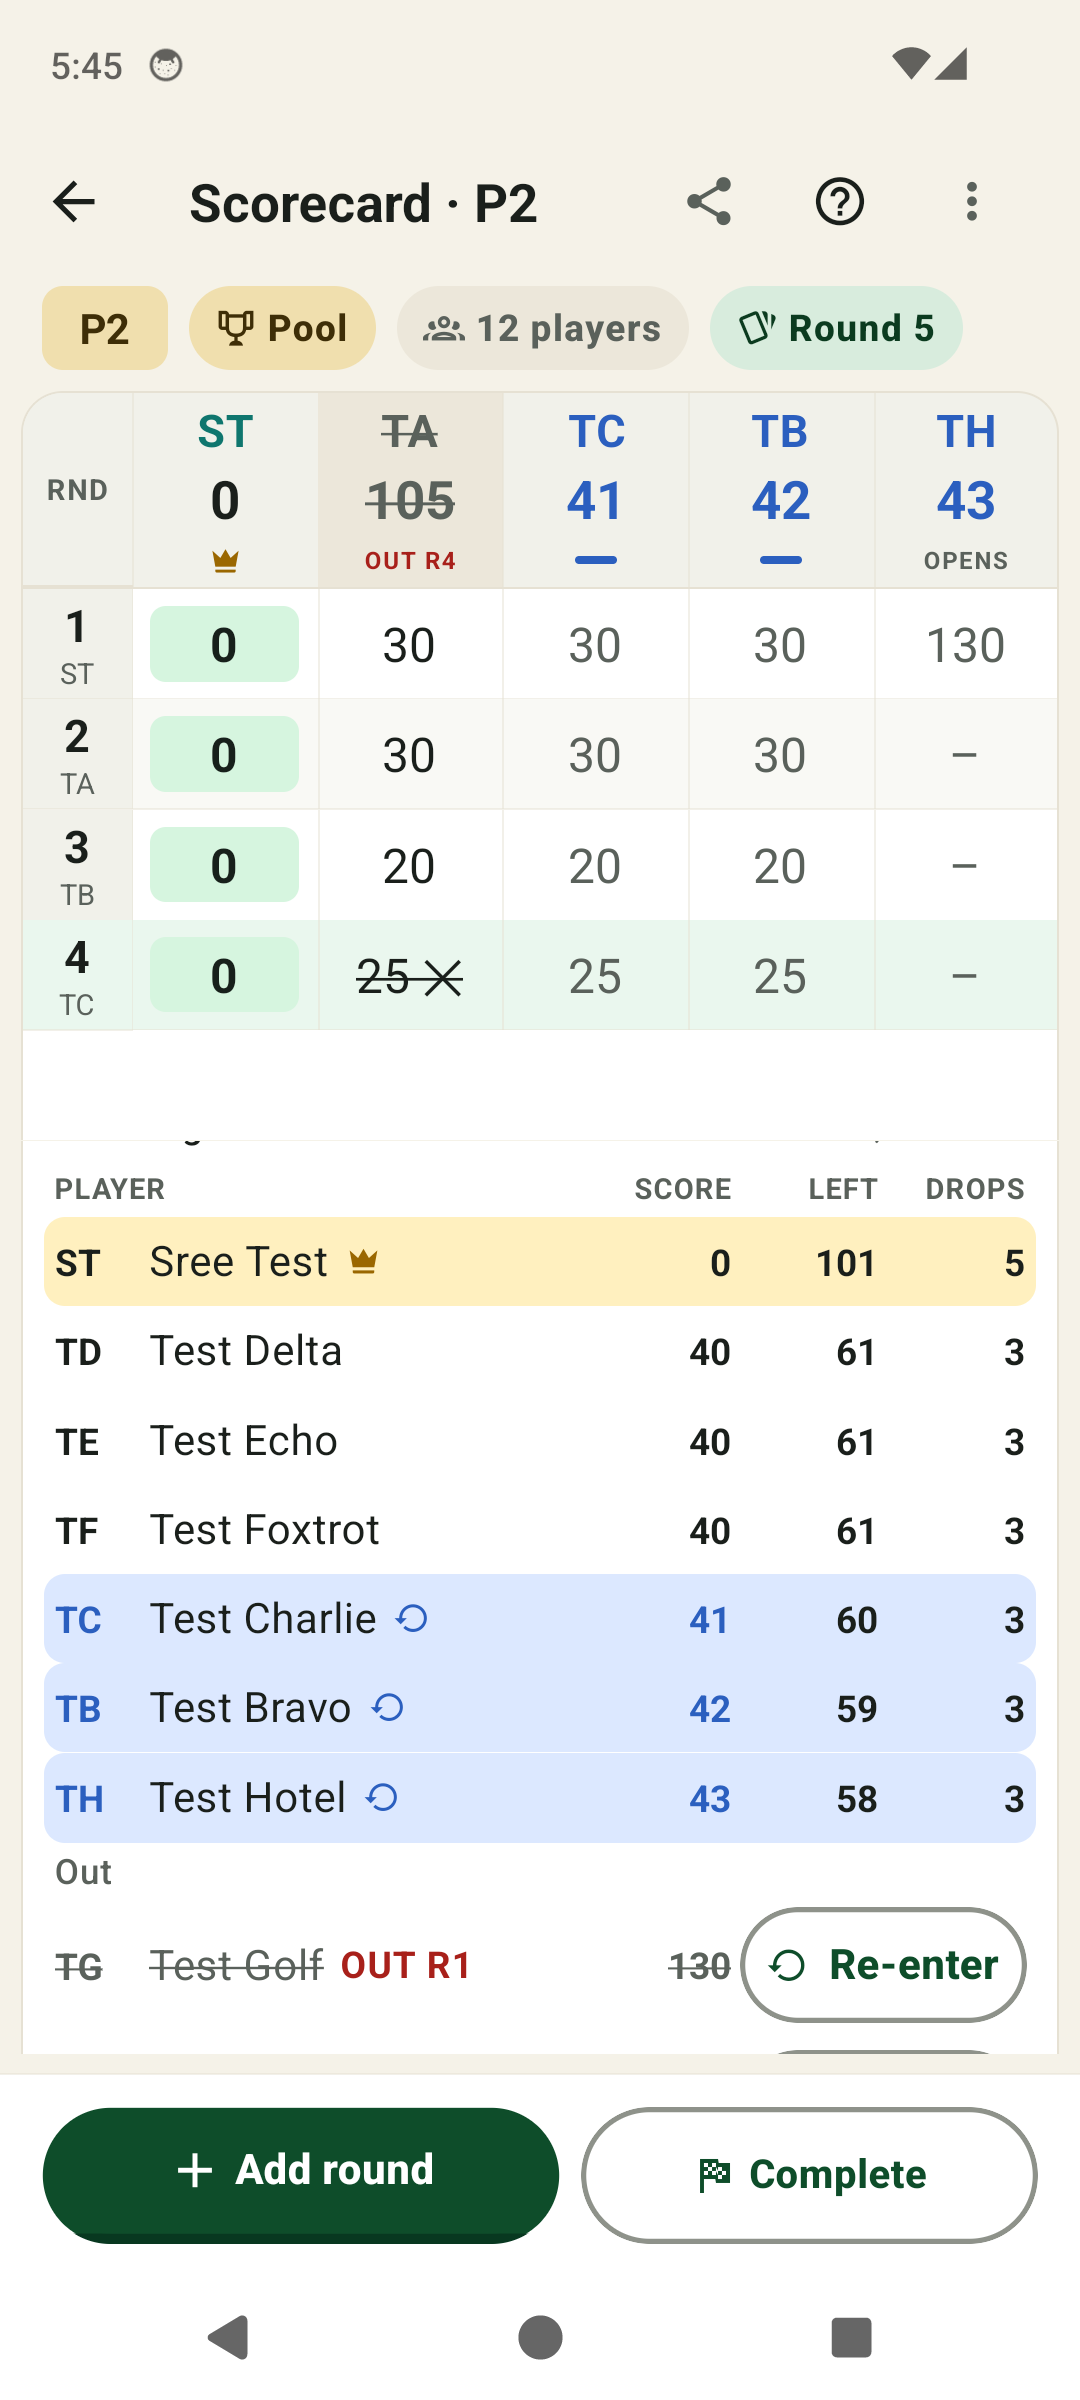 5:45
Scorecard · P2
P2 Pool 12 players Round 5
ST TA TC TB TH
RND 0 105 41 42 43
OUT R4 OPENS
1 0 30 30 30 130
ST
2 0 30 30 30 –
TA
3 0 20 20 20 –
TB
4 0 25 25 25 –
TC
PLAYER SCORE LEFT DROPS
ST Sree Test 0 101 5
TD Test Delta 40 61 3
TE Test Echo 40 61 3
TF Test Foxtrot 40 61 3
TC Test Charlie 41 60 3
TB Test Bravo 42 59 3
TH Test Hotel 43 58 3
Out
TG Test Golf OUT R1 130 Re-enter
+ Add round Complete